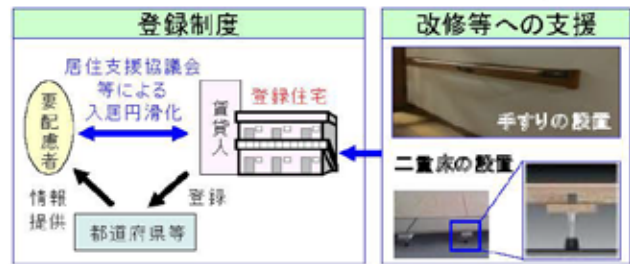 登録制度
居住支援協議会
等による
入居円滑化
要配慮者
賃貸人
登録住宅
情報
提供
登録
都道府県等
改修等への支援
手すりの設置
二重床の設置